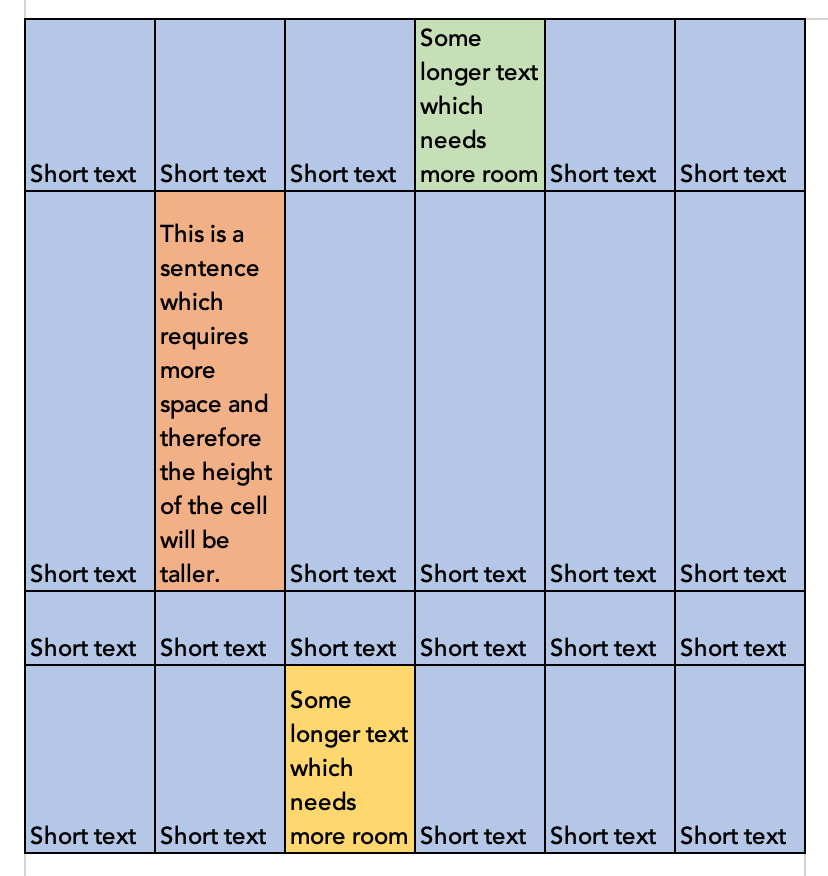 Short text
Short text
Short text
Some
longer text
which
needs
more room
Short text
Short text
Short text
This is a
sentence
which
requires
more
space and
therefore
the height
of the cell
will be
taller.
Short text
Short text
Short text
Short text
Short text
Short text
Short text
Short text
Short text
Short text
Short text
Short text
Some
longer text
which
needs
more room
Short text
Short text
Short text